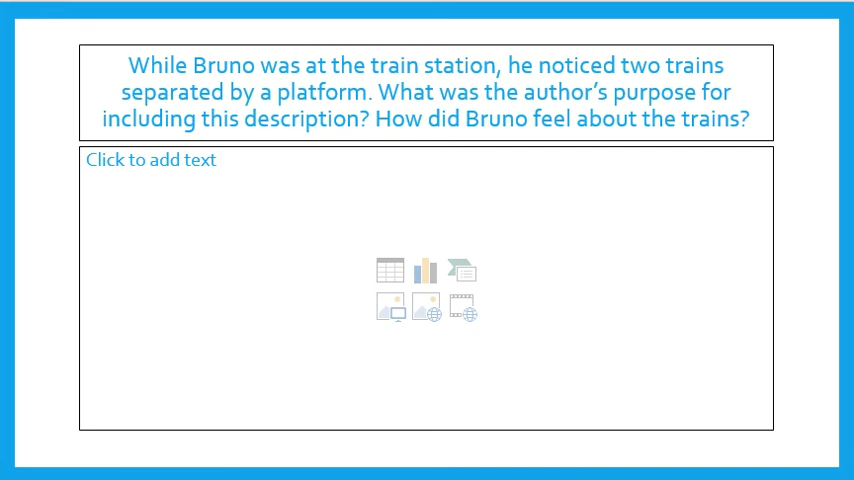 While Bruno was at the train station, he noticed two trains
separated by a platform. What was the author’s purpose for
including this description? How did Bruno feel about the trains?
Click to add text